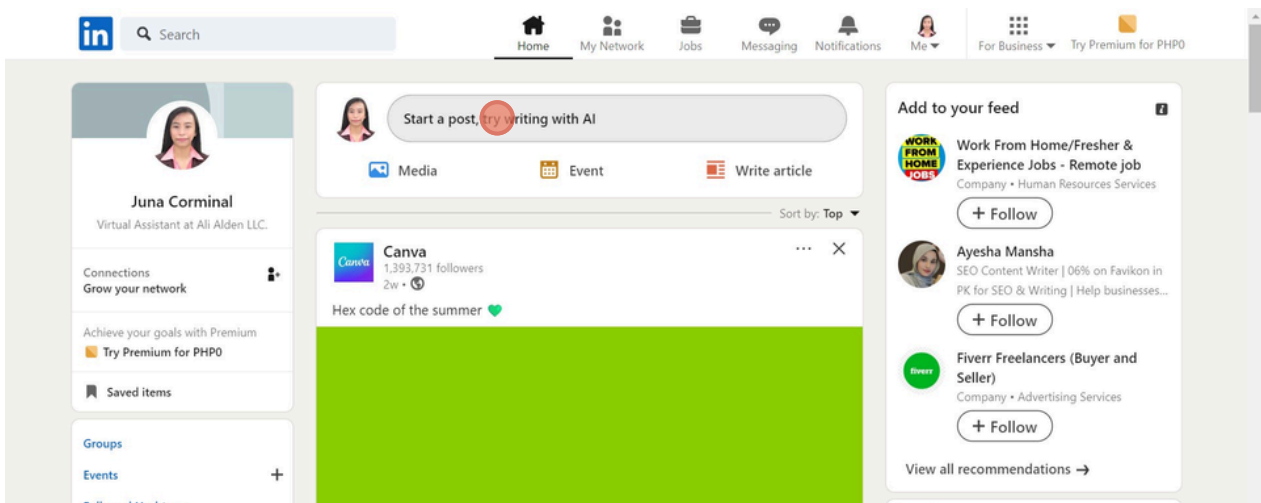 in
Search
Home
My Network
Jobs
Messaging
Notifications
Me
For Business
Try Premium for PHP0
Juna Corminal
Virtual Assistant at Ali Alden LLC.
Connections
Grow your network
Achieve your goals with Premium
Try Premium for PHP0
Saved items
Groups
Events
Start a post, try writing with AI
Media
Event
Write article
Sort by: Top
Canva
Canva
1,393,731 followers
2w •
Hex code of the summer
Add to your feed
WORK
FROM
HOME
JOBS
Work From Home/Fresher &
Experience Jobs - Remote job
Company • Human Resources Services
+ Follow
Ayesha Mansha
SEO Content Writer | 06% on Favikon in
PK for SEO & Writing | Help businesses...
+ Follow
fiverr
Fiverr Freelancers (Buyer and
Seller)
Company • Advertising Services
+ Follow
View all recommendations →